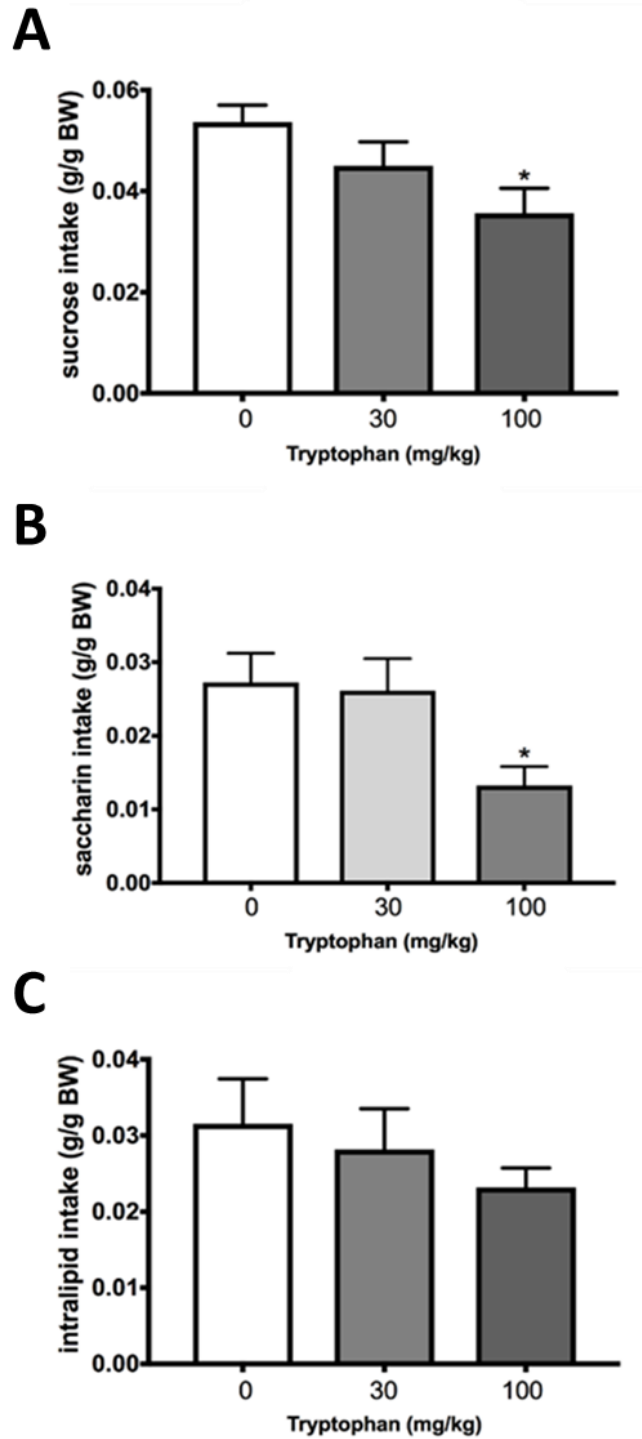 A
sucrose intake (g/g BW)
0.06
0.04
0.02
0.00
*
0 30 100
Tryptophan (mg/kg)
B
saccharin intake (g/g BW)
0.04
0.03
0.02
0.01
0.00
*
0 30 100
Tryptophan (mg/kg)
C
intralipid intake (g/g BW)
0.04
0.03
0.02
0.01
0.00
0 30 100
Tryptophan (mg/kg)